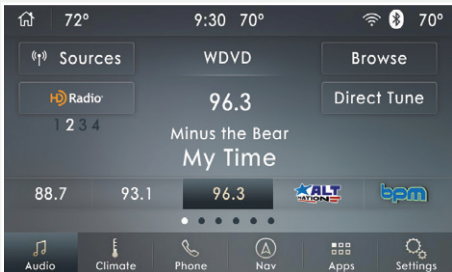 72° 9:30 70° 70°
Sources WDVD Browse
HD Radio 96.3 Direct Tune
1 2 3 4
Minus the Bear
My Time
88.7 93.1 96.3 ALT NATION bpm
Audio Climate Phone Nav Apps Settings